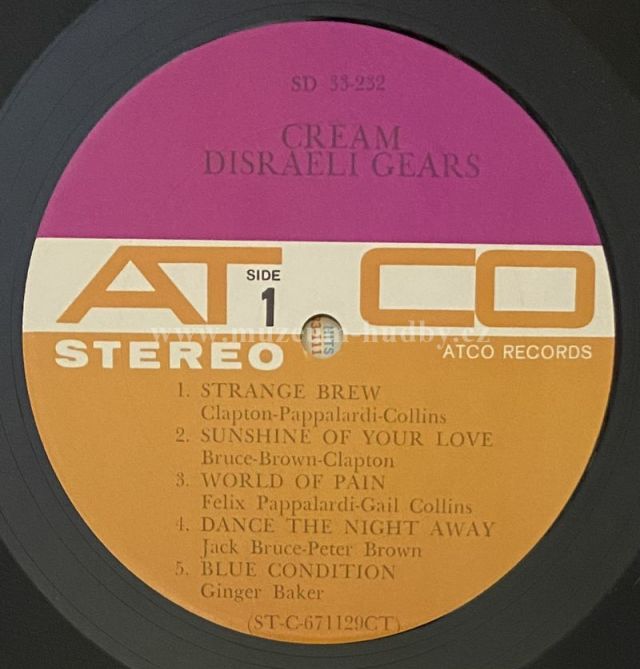 SD 33-232
CREAM
DISRAELI GEARS
ATCO
SIDE
1
STEREO
ATCO RECORDS
1. STRANGE BREW
Clapton-Pappalardi-Collins
2. SUNSHINE OF YOUR LOVE
Bruce-Brown-Clapton
3. WORLD OF PAIN
Felix Pappalardi-Gail Collins
4. DANCE THE NIGHT AWAY
Jack Bruce-Peter Brown
5. BLUE CONDITION
Ginger Baker
(ST-C-671129CT)